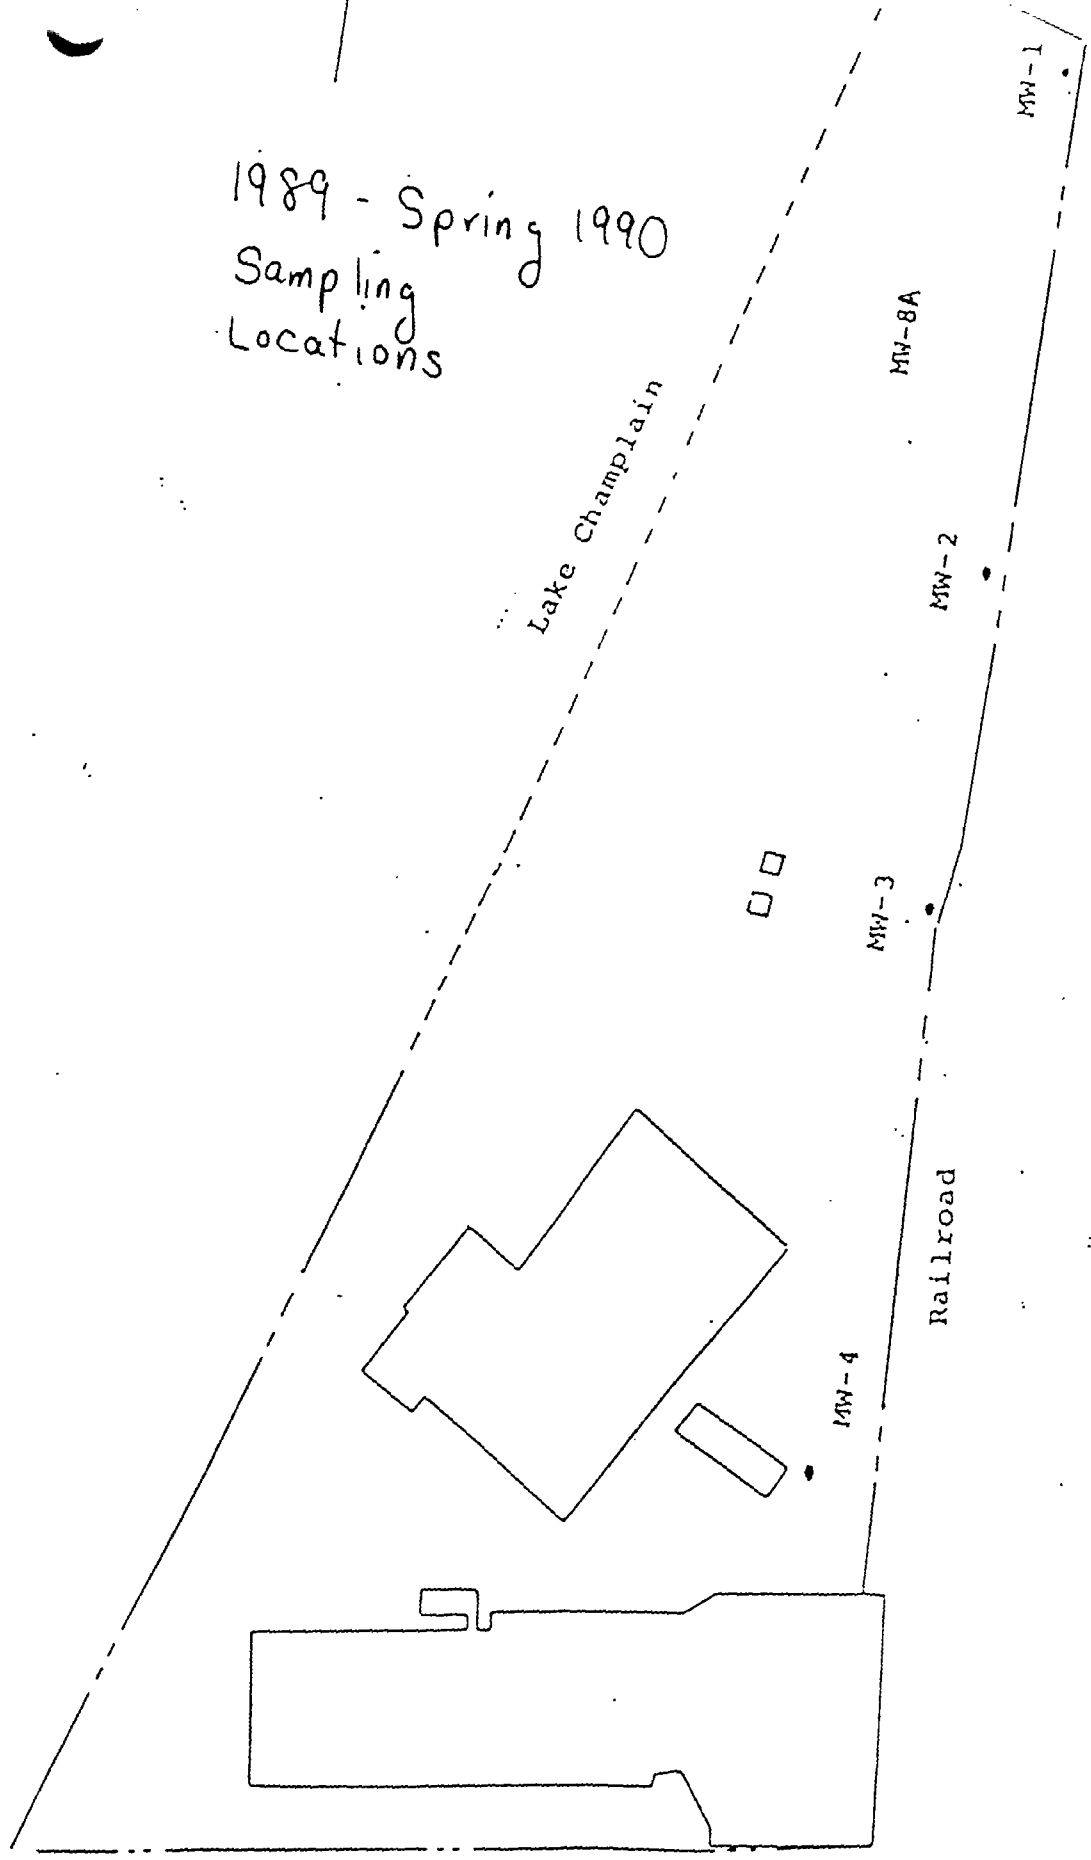 1989 - Spring 1990
Sampling
Locations
MW-1
MW-8A
Lake Champlain
MW-2
MW-3
Railroad
MW-4